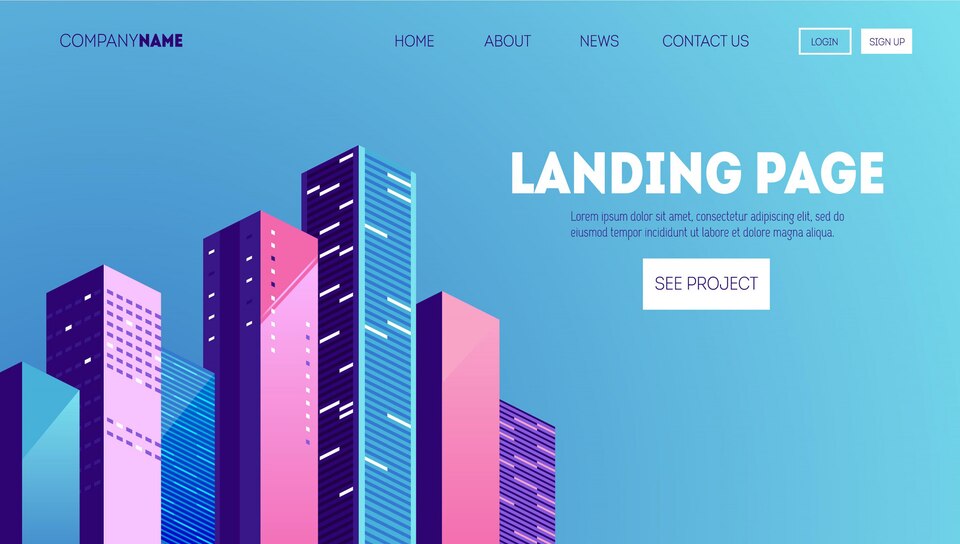 COMPANYNAME
HOME ABOUT NEWS CONTACT US LOGIN SIGN UP
LANDING PAGE
Lorem ipsum dolor sit amet, consectetur adipiscing elit, sed do
eiusmod tempor incididunt ut labore et dolore magna aliqua.
SEE PROJECT